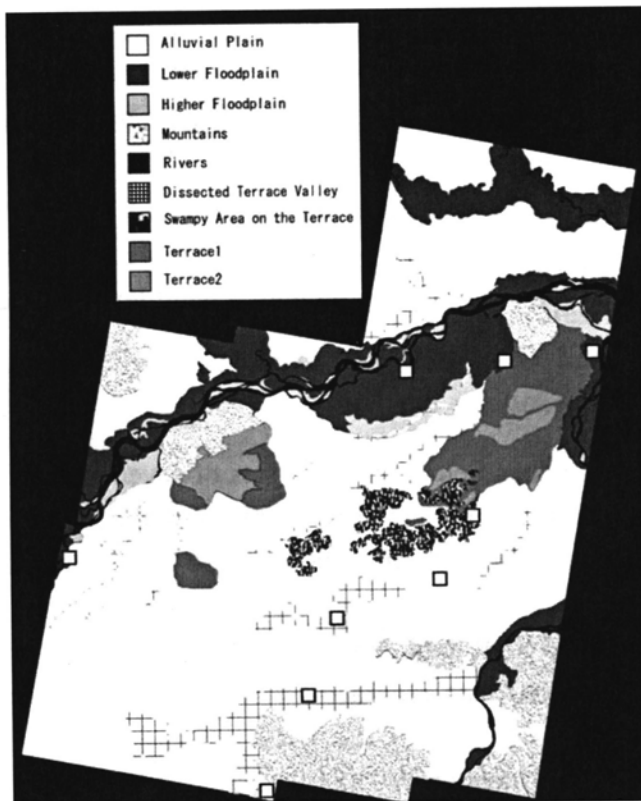 Alluvial Plain
Lower Floodplain
Higher Floodplain
Mountains
Rivers
Dissected Terrace Valley
Swampy Area on the Terrace
Terrace1
Terrace2